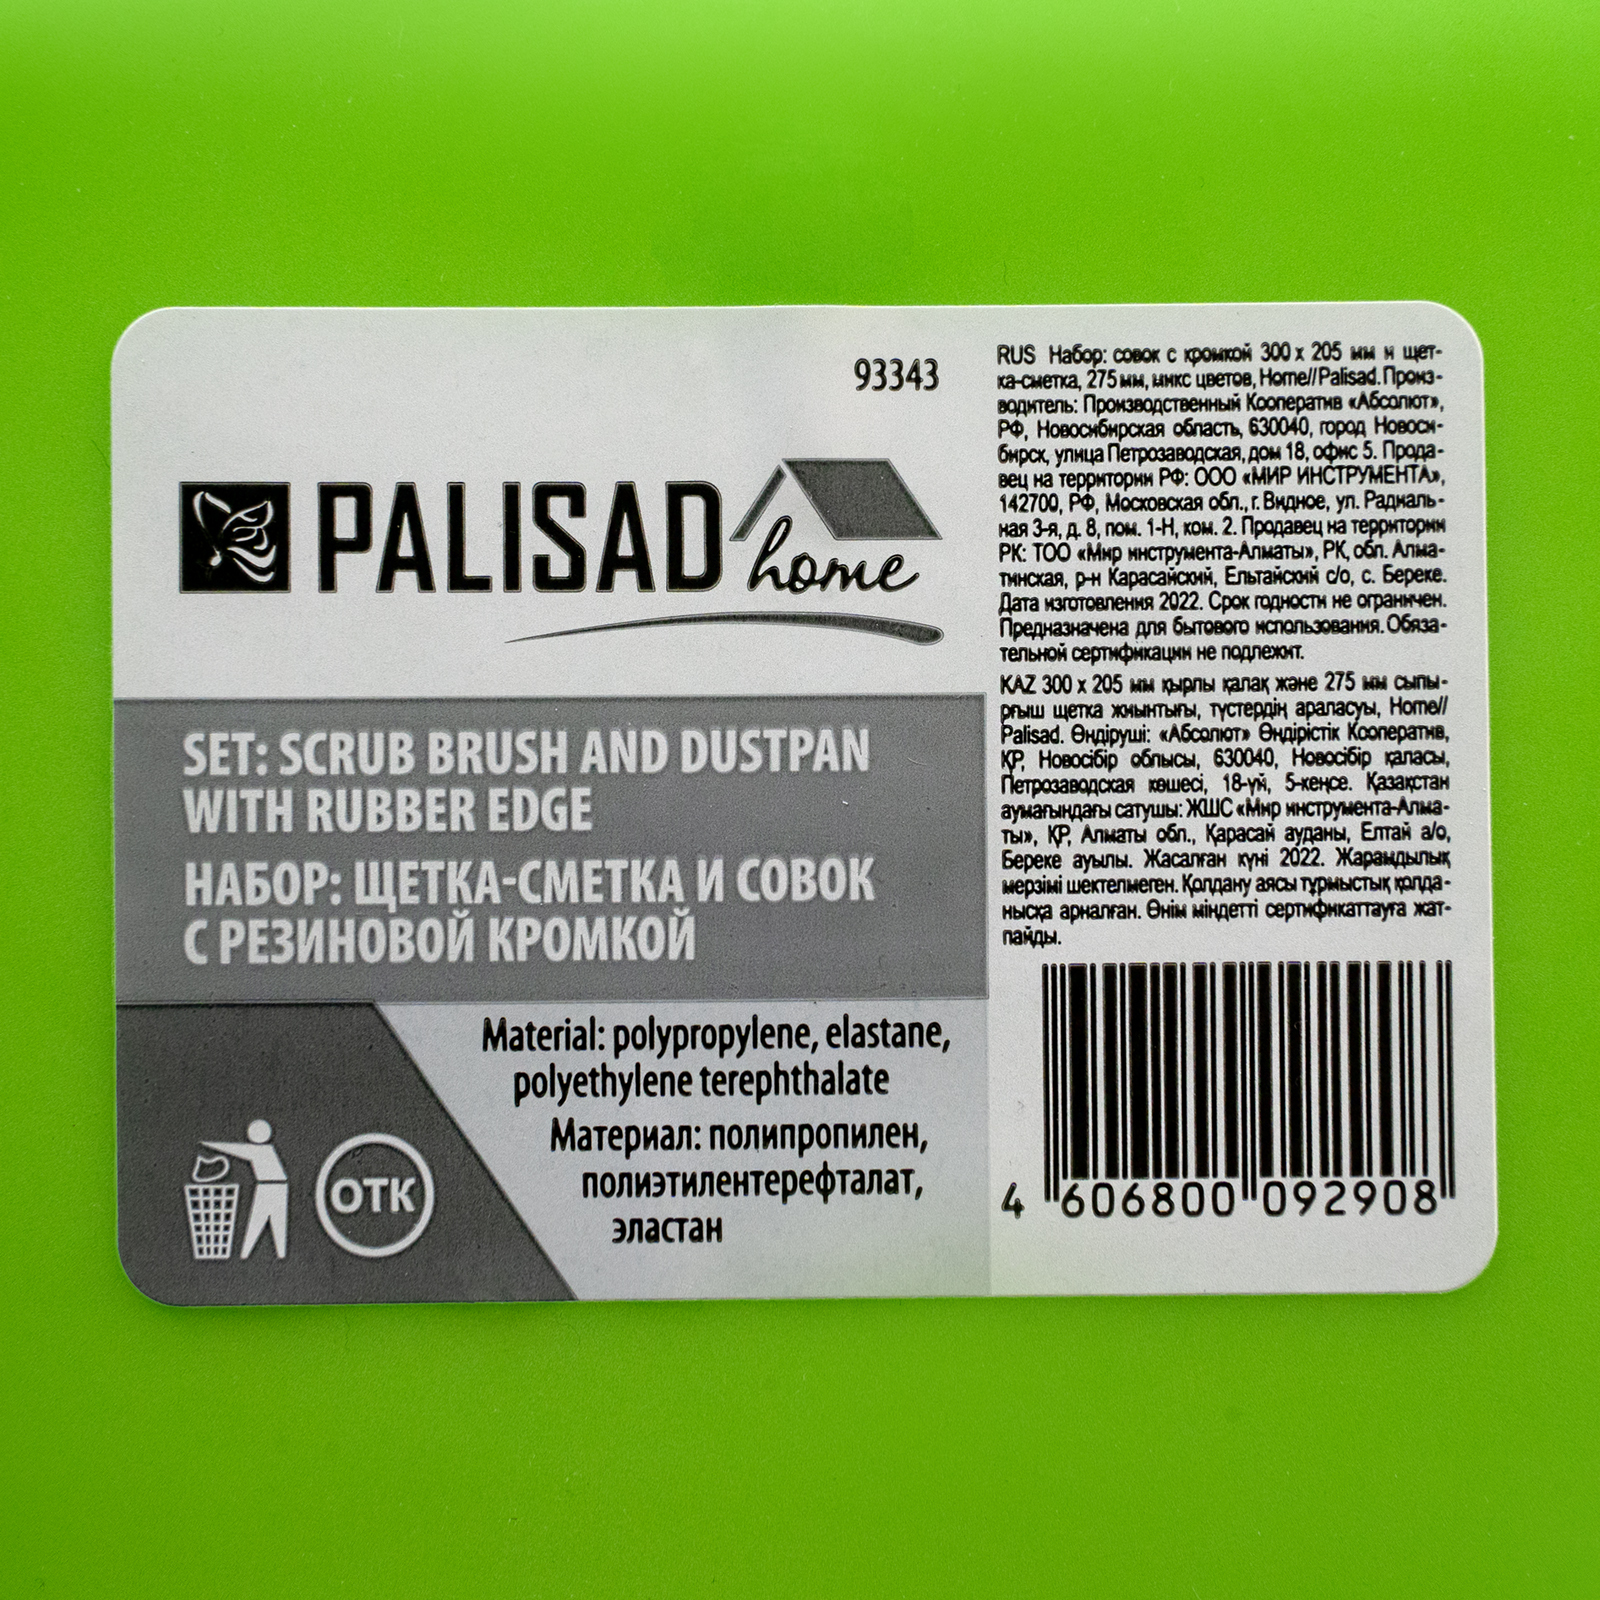 93343
PALISAD home
SET: SCRUB BRUSH AND DUSTPAN
WITH RUBBER EDGE
НАБОР: ЩЕТКА-СМЕТКА И СОВОК
С РЕЗИНОВОЙ КРОМКОЙ
Material: polypropylene, elastane,
polyethylene terephthalate
Материал: полипропилен,
полиэтилентерефталат,
эластан
ОТК
RUS Набор: совок с кромкой 300 x 205 мм и щет-
ка-сметка, 275 мм, микс цветов, Home//Palisad. Произ-
водитель: Производственный Кооператив «Абсолют»,
РФ, Новосибирская область, 630040, город Новоси-
бирск, улица Петрозаводская, дом 18, офис 5. Прода-
вец на территории РФ: ООО «МИР ИНСТРУМЕНТА»,
142700, РФ, Московская обл., г. Видное, ул. Радиаль-
ная 3-я, д. 8, пом. 1-Н, ком. 2. Продавец на территории
РК: ТОО «Мир инструмента-Алматы», РК, обл. Алма-
тинская, р-н Карасайский, Ельтайский с/о, с. Береке.
Дата изготовления 2022. Срок годности не ограничен.
Предназначена для бытового использования. Обяза-
тельной сертификации не подлежит.
KAZ 300 x 205 мм қырлы қалақ және 275 мм сыпы-
рғыш щетка жиынтығы, түстердің араласуы, Home//
Palisad. Өндіруші: «Абсолют» Өндірістік Кооператив,
ҚР, Новосібір облысы, 630040, Новосібір қаласы,
Петрозаводская көшесі, 18-үй, 5-кеңсе. Қазақстан
аумағындағы сатушы: ЖШС «Мир инструмента-Алма-
ты», ҚР, Алматы обл., Қарасай ауданы, Елтай а/о,
Береке ауылы. Жасалған күні 2022. Жарамдылық
мерзімі шектелмеген. Қолдану аясы тұрмыстық қолда-
нысқа арналған. Өнім міндетті сертификаттауға жат-
пайды.
4 606800 092908